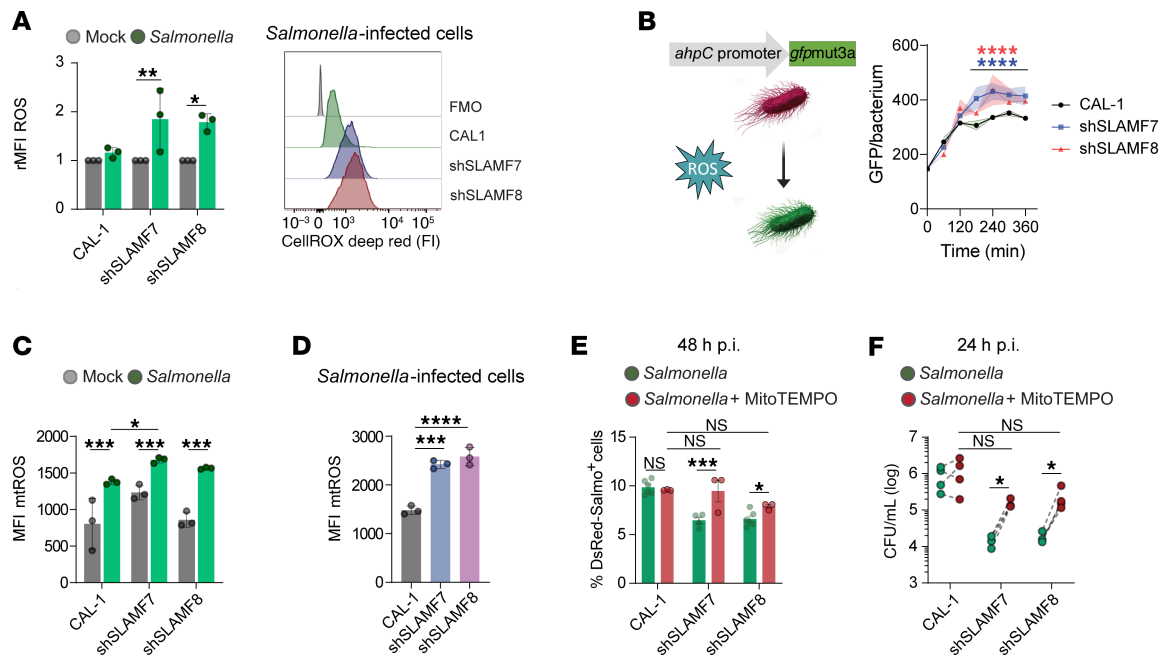 A
Mock Salmonella
Salmonella-infected cells
rMFI ROS
3
2
1
0
**
*
CAL-1
shSLAMF7
shSLAMF8
FMO
CAL1
shSLAMF7
shSLAMF8
10−3 0 103 104 105
CellROX deep red (FI)
B
ahpC promoter gfpmut3a
ROS
GFP/bacterium
600
400
200
0
****
****
0 120 240 360
Time (min)
CAL-1
shSLAMF7
shSLAMF8
C
Mock Salmonella
MFI mtROS
2000
1500
1000
500
0
*
*** *** ***
CAL-1
shSLAMF7
shSLAMF8
D
Salmonella-infected cells
MFI mtROS
3000
2000
1000
0
****
***
CAL-1
shSLAMF7
shSLAMF8
E
48 h p.i.
Salmonella
Salmonella + MitoTEMPO
% DsRed-Salmo+ cells
15
10
5
0
NS
NS
NS *** *
CAL-1
shSLAMF7
shSLAMF8
F
24 h p.i.
Salmonella
Salmonella + MitoTEMPO
CFU/mL (log)
7
6
5
4
3
NS
NS
* *
CAL-1
shSLAMF7
shSLAMF8